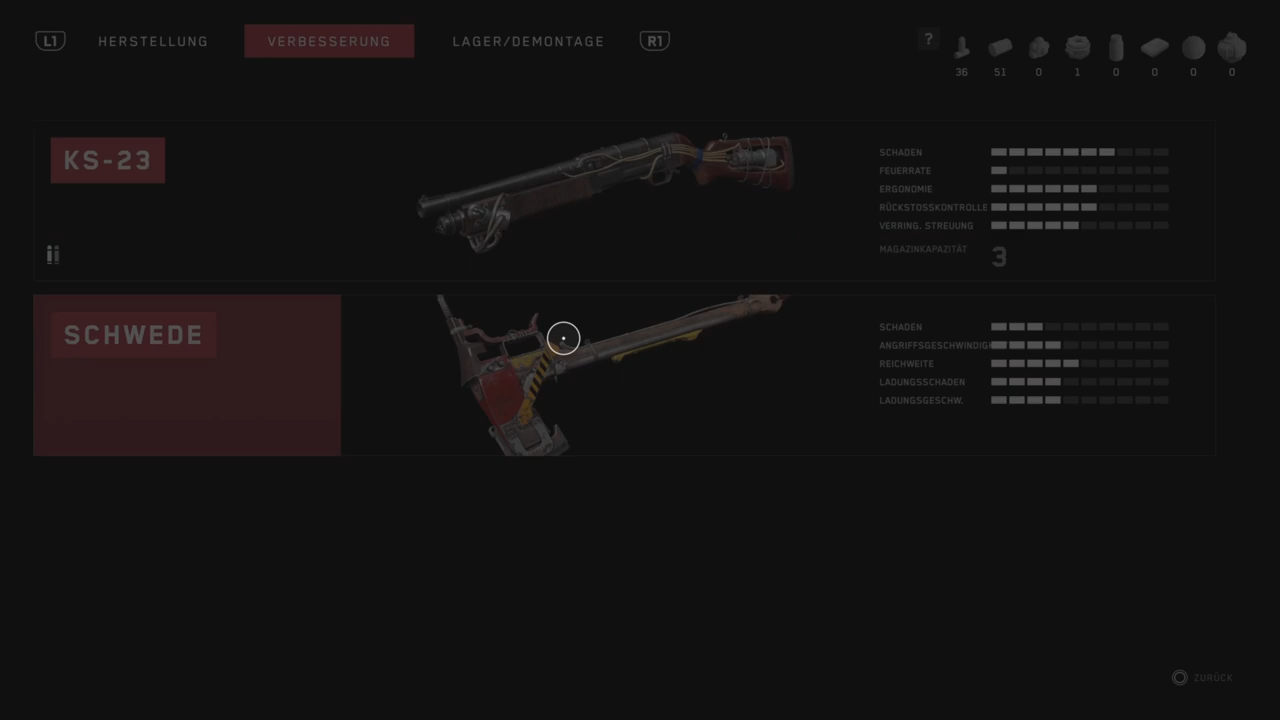 L1 HERSTELLUNG VERBESSERUNG LAGER/DEMONTAGE R1 ?
36 51 0 1 0 0 0 0
KS-23
SCHADEN
FEUERRATE
ERGONOMIE
RÜCKSTOSSKONTROLLE
VERRING. STREUUNG
MAGAZINKAPAZITÄT 3
SCHWEDE
SCHADEN
ANGRIFFSGESCHWINDIGK
REICHWEITE
LADUNGSSCHADEN
LADUNGSGESCHW.
ZURÜCK